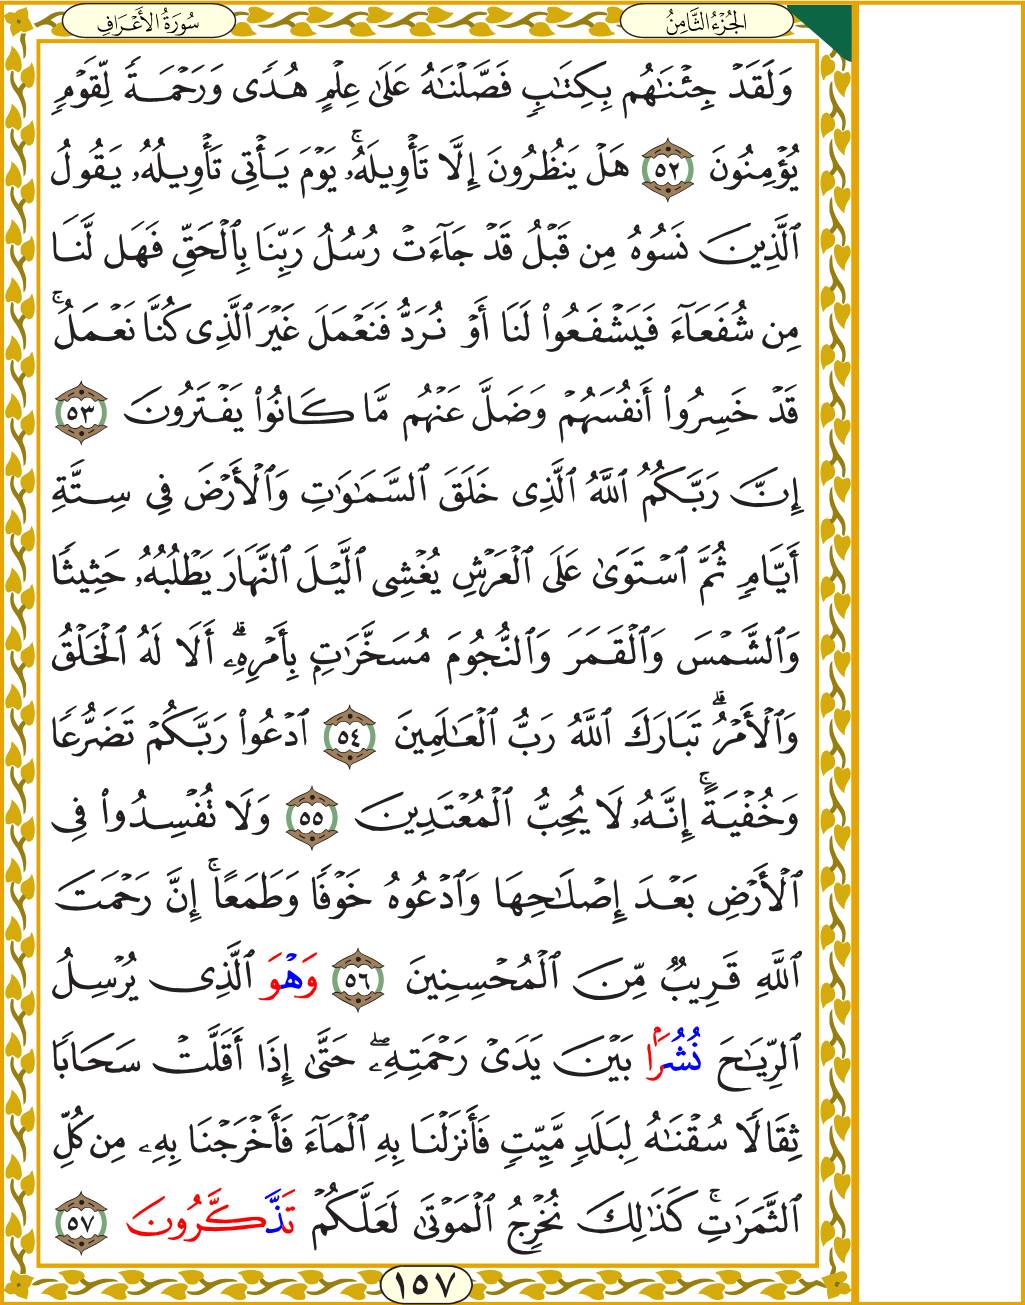 الجُزْءُ الثَّامِنُ
سُورَةُ الأَعْرَافِ
وَلَقَدْ جِئْنَٰهُم بِكِتَٰبٍ فَصَّلْنَٰهُ عَلَىٰ عِلْمٍ هُدًى وَرَحْمَةً لِّقَوْمٍ
يُؤْمِنُونَ ٥٢ هَلْ يَنظُرُونَ إِلَّا تَأْوِيلَهُۥۚ يَوْمَ يَأْتِى تَأْوِيلُهُۥ يَقُولُ
ٱلَّذِينَ نَسُوهُ مِن قَبْلُ قَدْ جَآءَتْ رُسُلُ رَبِّنَا بِٱلْحَقِّ فَهَل لَّنَا
مِن شُفَعَآءَ فَيَشْفَعُوا۟ لَنَا أَوْ نُرَدُّ فَنَعْمَلَ غَيْرَ ٱلَّذِى كُنَّا نَعْمَلُۚ
قَدْ خَسِرُوا۟ أَنفُسَهُمْ وَضَلَّ عَنْهُم مَّا كَانُوا۟ يَفْتَرُونَ ٥٣
إِنَّ رَبَّكُمُ ٱللَّهُ ٱلَّذِى خَلَقَ ٱلسَّمَٰوَٰتِ وَٱلْأَرْضَ فِى سِتَّةِ
أَيَّامٍ ثُمَّ ٱسْتَوَىٰ عَلَى ٱلْعَرْشِ يُغْشِى ٱلَّيْلَ ٱلنَّهَارَ يَطْلُبُهُۥ حَثِيثًا
وَٱلشَّمْسَ وَٱلْقَمَرَ وَٱلنُّجُومَ مُسَخَّرَٰتٍۭ بِأَمْرِهِۦۗ أَلَا لَهُ ٱلْخَلْقُ
وَٱلْأَمْرُۗ تَبَارَكَ ٱللَّهُ رَبُّ ٱلْعَٰلَمِينَ ٥٤ ٱدْعُوا۟ رَبَّكُمْ تَضَرُّعًا
وَخُفْيَةًۚ إِنَّهُۥ لَا يُحِبُّ ٱلْمُعْتَدِينَ ٥٥ وَلَا تُفْسِدُوا۟ فِى
ٱلْأَرْضِ بَعْدَ إِصْلَٰحِهَا وَٱدْعُوهُ خَوْفًا وَطَمَعًاۚ إِنَّ رَحْمَتَ
ٱللَّهِ قَرِيبٌ مِّنَ ٱلْمُحْسِنِينَ ٥٦ وَهْوَ ٱلَّذِى يُرْسِلُ
ٱلرِّيَٰحَ نُشُرًۢا بَيْنَ يَدَىْ رَحْمَتِهِۦۖ حَتَّىٰٓ إِذَآ أَقَلَّتْ سَحَابًا
ثِقَالًا سُقْنَٰهُ لِبَلَدٍ مَّيِّتٍ فَأَنزَلْنَا بِهِ ٱلْمَآءَ فَأَخْرَجْنَا بِهِۦ مِن كُلِّ
ٱلثَّمَرَٰتِۚ كَذَٰلِكَ نُخْرِجُ ٱلْمَوْتَىٰ لَعَلَّكُمْ تَذَّكَّرُونَ ٥٧
١٥٧